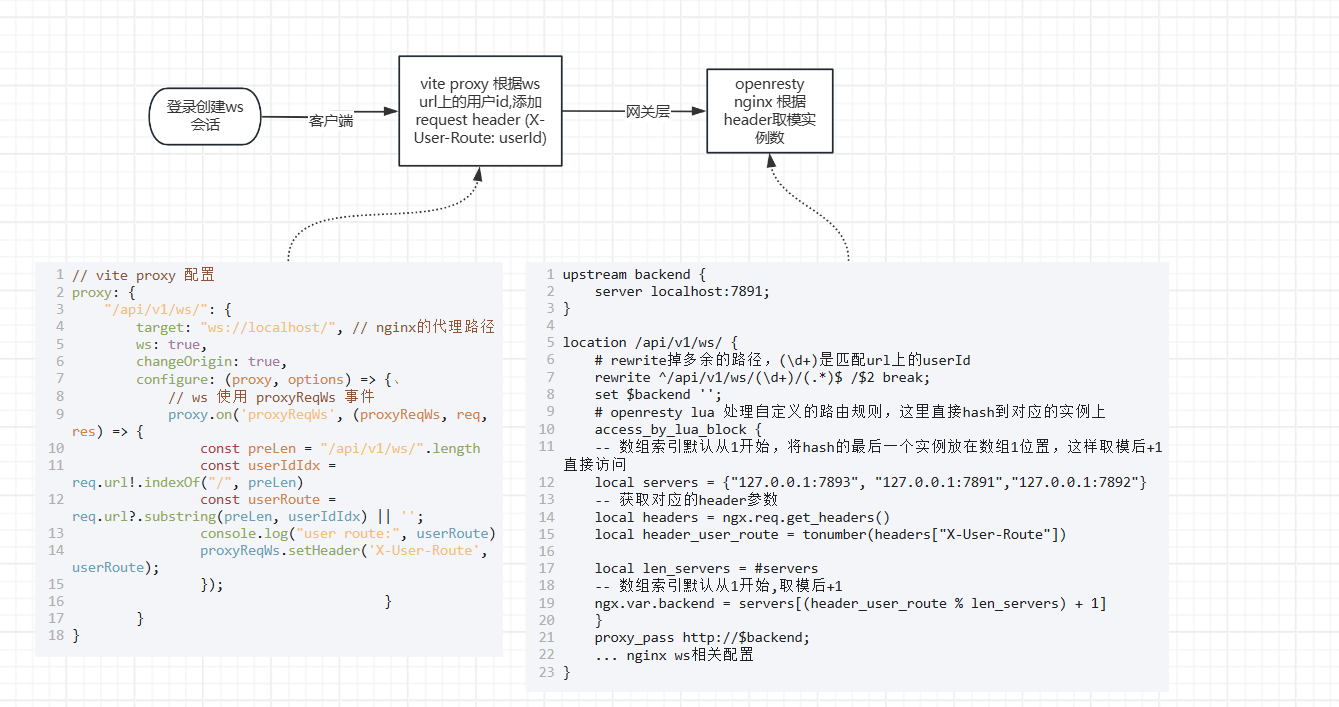 登录创建ws
会话
客户端
vite proxy 根据ws
url上的用户id,添加
request header (X-
User-Route: userId)
网关层
openresty
nginx 根据
header取模实
例数
1 // vite proxy 配置
2 proxy: {
3 "/api/v1/ws/": {
4 target: "ws://localhost/", // nginx的代理路径
5 ws: true,
6 changeOrigin: true,
7 configure: (proxy, options) => {、
8 // ws 使用 proxyReqWs 事件
9 proxy.on('proxyReqWs', (proxyReqWs, req,
res) => {
10 const preLen = "/api/v1/ws/".length
11 const userIdIdx =
req.url!.indexOf("/", preLen)
12 const userRoute =
req.url?.substring(preLen, userIdIdx) || '';
13 console.log("user route:", userRoute)
14 proxyReqWs.setHeader('X-User-Route',
userRoute);
15 });
16 }
17 }
18 }
1 upstream backend {
2 server localhost:7891;
3 }
4
5 location /api/v1/ws/ {
6 # rewrite掉多余的路径，(\d+)是匹配url上的userId
7 rewrite ^/api/v1/ws/(\d+)/(.*)$ /$2 break;
8 set $backend '';
9 # openresty lua 处理自定义的路由规则，这里直接hash到对应的实例上
10 access_by_lua_block {
11 -- 数组索引默认从1开始，将hash的最后一个实例放在数组1位置，这样取模后+1
直接访问
12 local servers = {"127.0.0.1:7893", "127.0.0.1:7891","127.0.0.1:7892"}
13 -- 获取对应的header参数
14 local headers = ngx.req.get_headers()
15 local header_user_route = tonumber(headers["X-User-Route"])
16
17 local len_servers = #servers
18 -- 数组索引默认从1开始,取模后+1
19 ngx.var.backend = servers[(header_user_route % len_servers) + 1]
20 }
21 proxy_pass http://$backend;
22 ... nginx ws相关配置
23 }